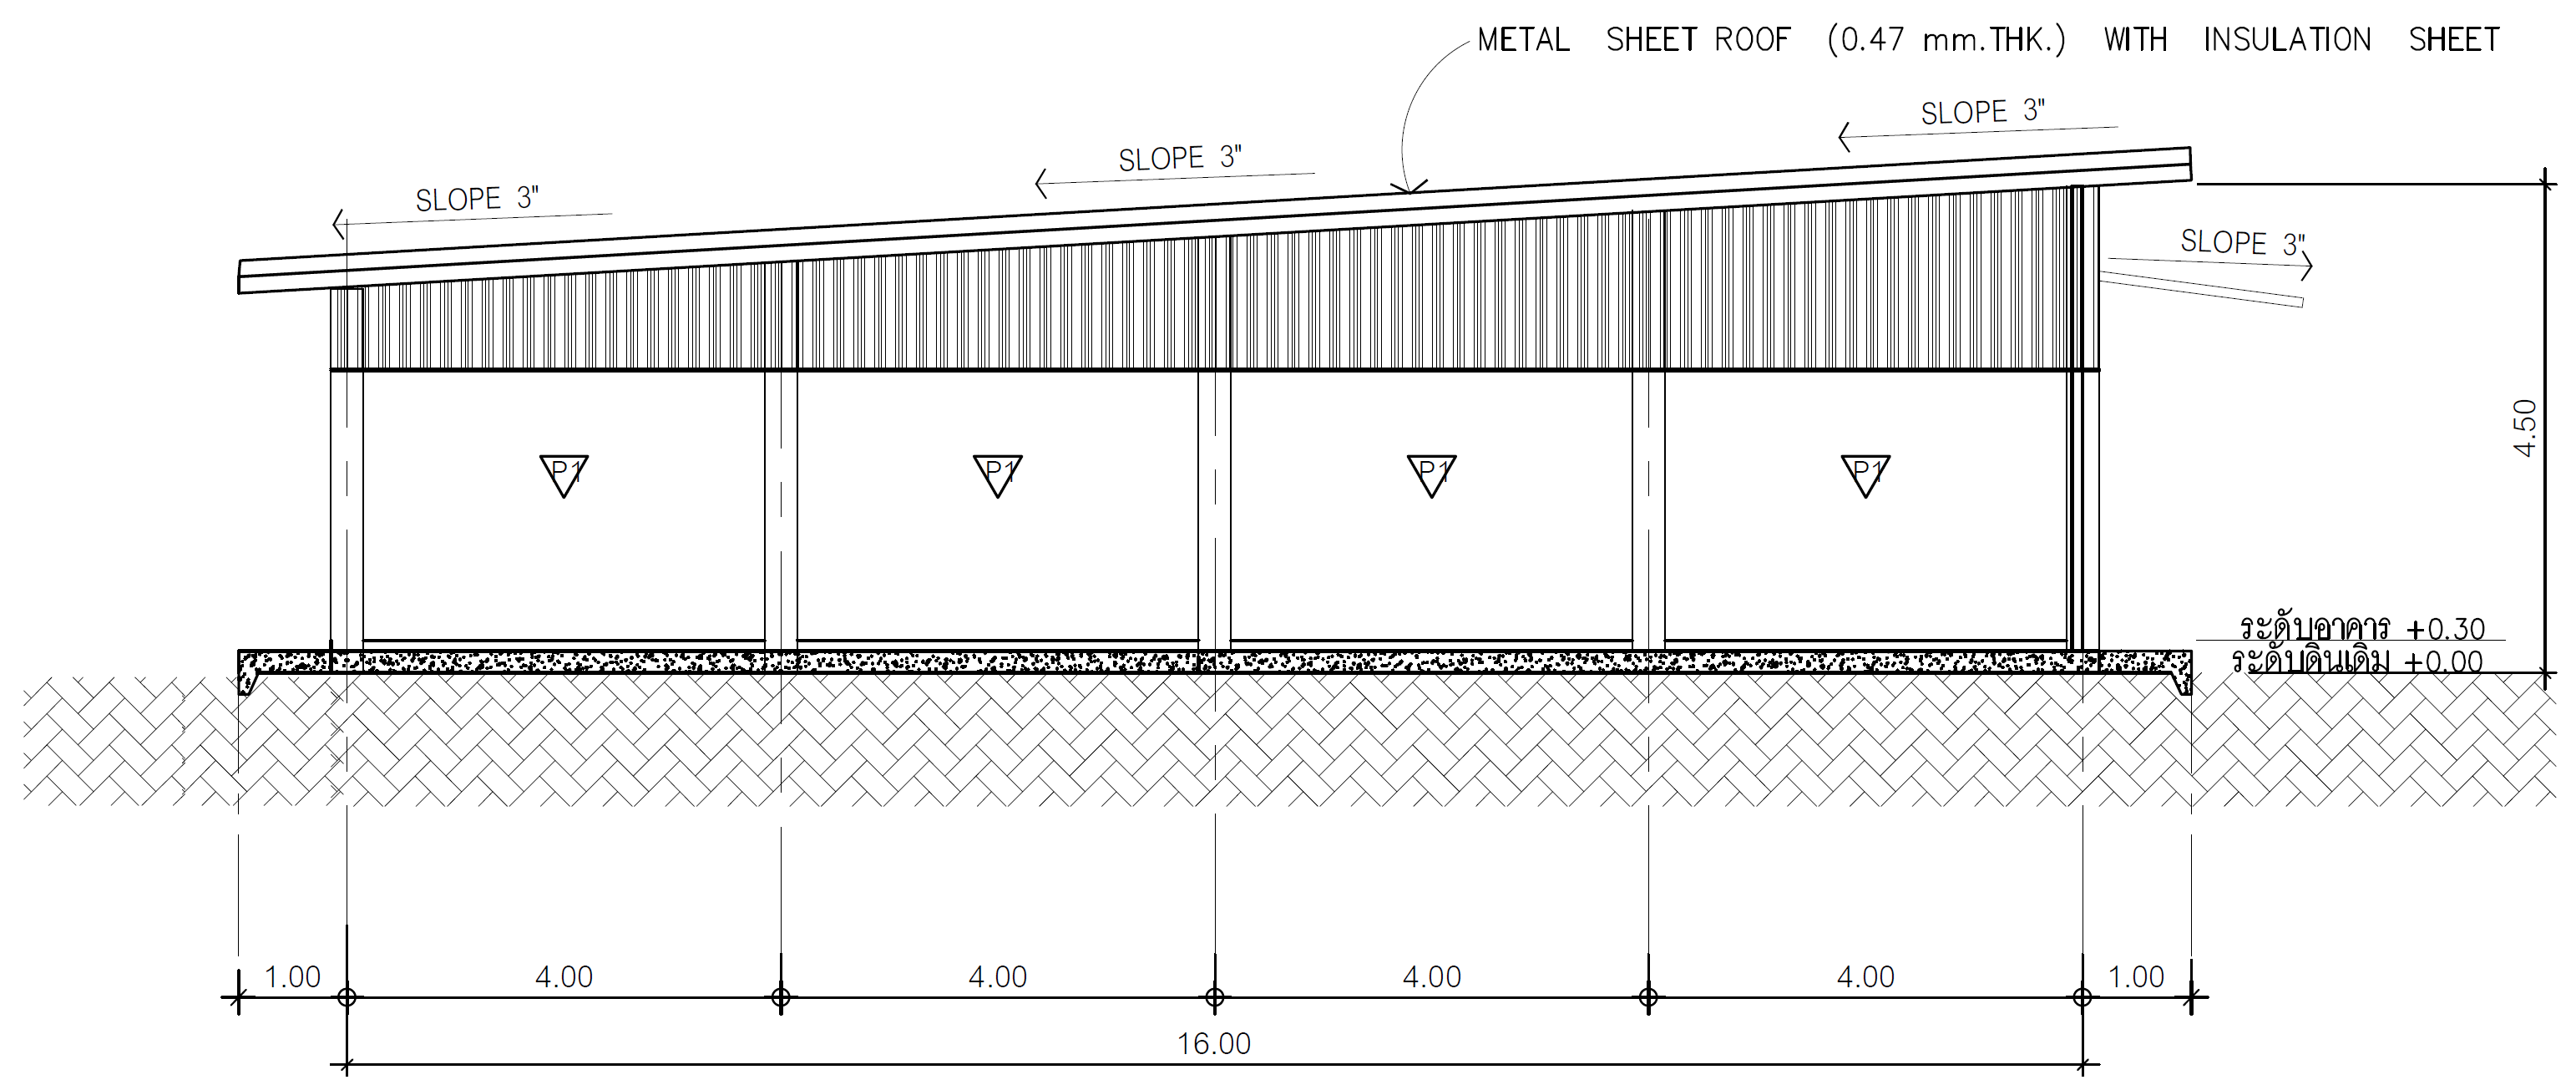 METAL SHEET ROOF (0.47 mm.THK.) WITH INSULATION SHEET
SLOPE 3"
SLOPE 3"
SLOPE 3"
SLOPE 3"
4.50
P1
P1
P1
P1
ระดับอาคาร +0.30
ระดับดินเดิม +0.00
1.00
4.00
4.00
4.00
4.00
1.00
16.00